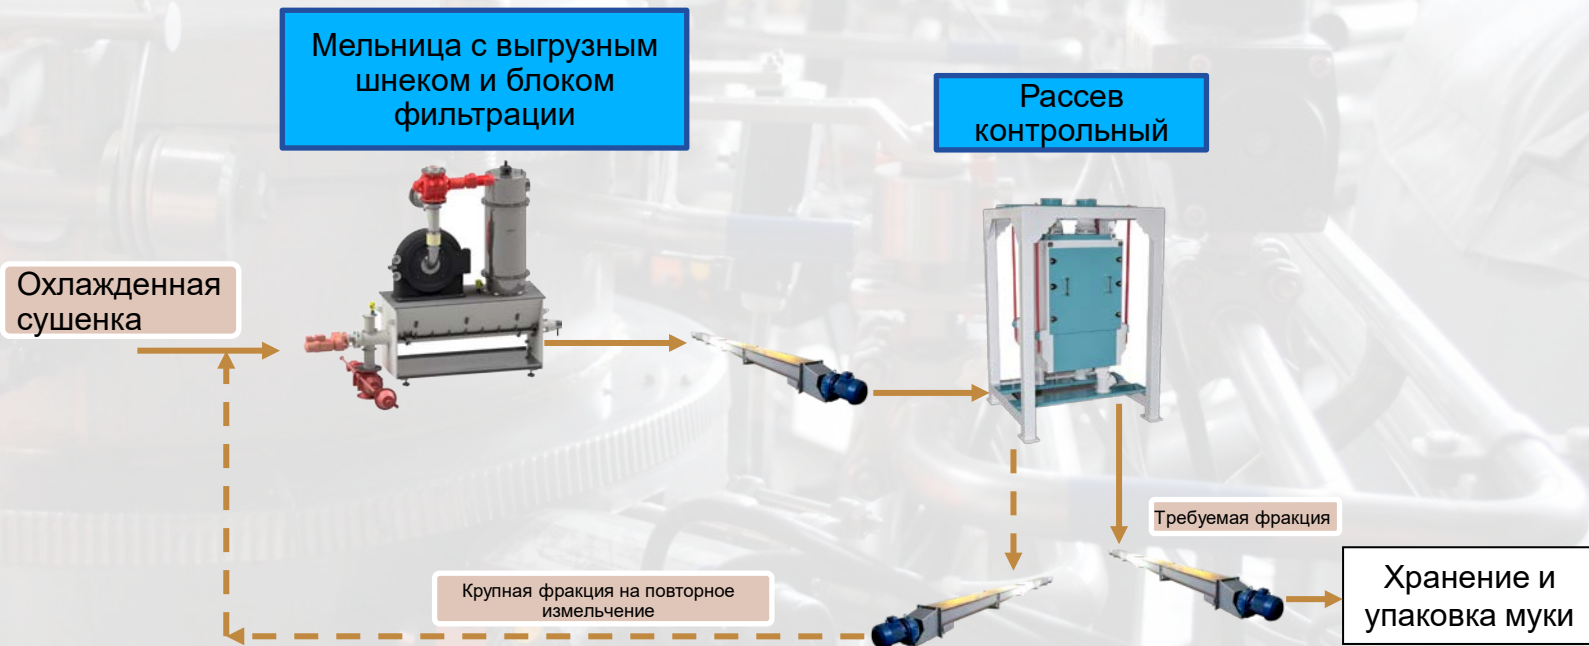 Мельница с выгрузным
шнеком и блоком
фильтрации
Рассев
контрольный
Охлажденная
сушенка
Требуемая фракция
Крупная фракция на повторное
измельчение
Хранение и
упаковка муки